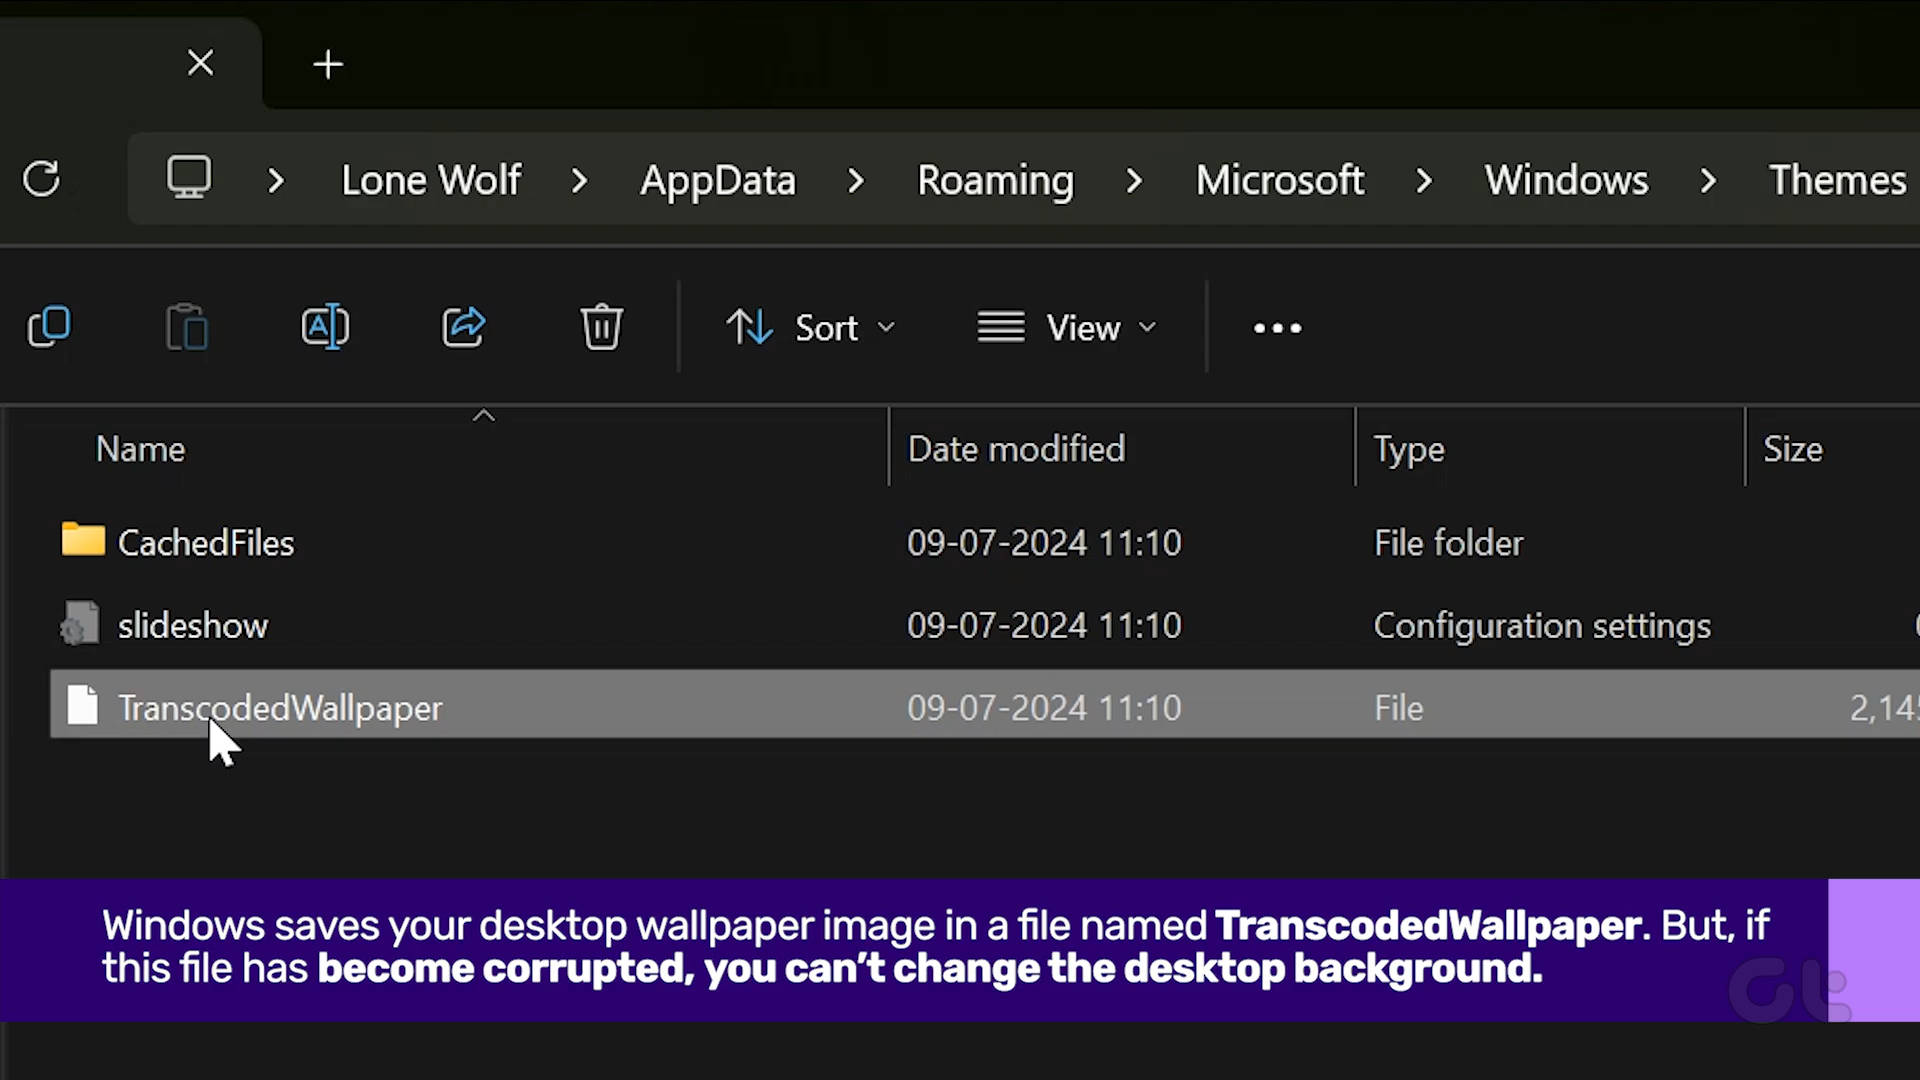 Lone Wolf > AppData > Roaming > Microsoft > Windows > Themes
Sort View
Name Date modified Type Size
CachedFiles 09-07-2024 11:10 File folder
slideshow 09-07-2024 11:10 Configuration settings
TranscodedWallpaper 09-07-2024 11:10 File 2,145
Windows saves your desktop wallpaper image in a file named TranscodedWallpaper. But, if
this file has become corrupted, you can't change the desktop background.
Gt